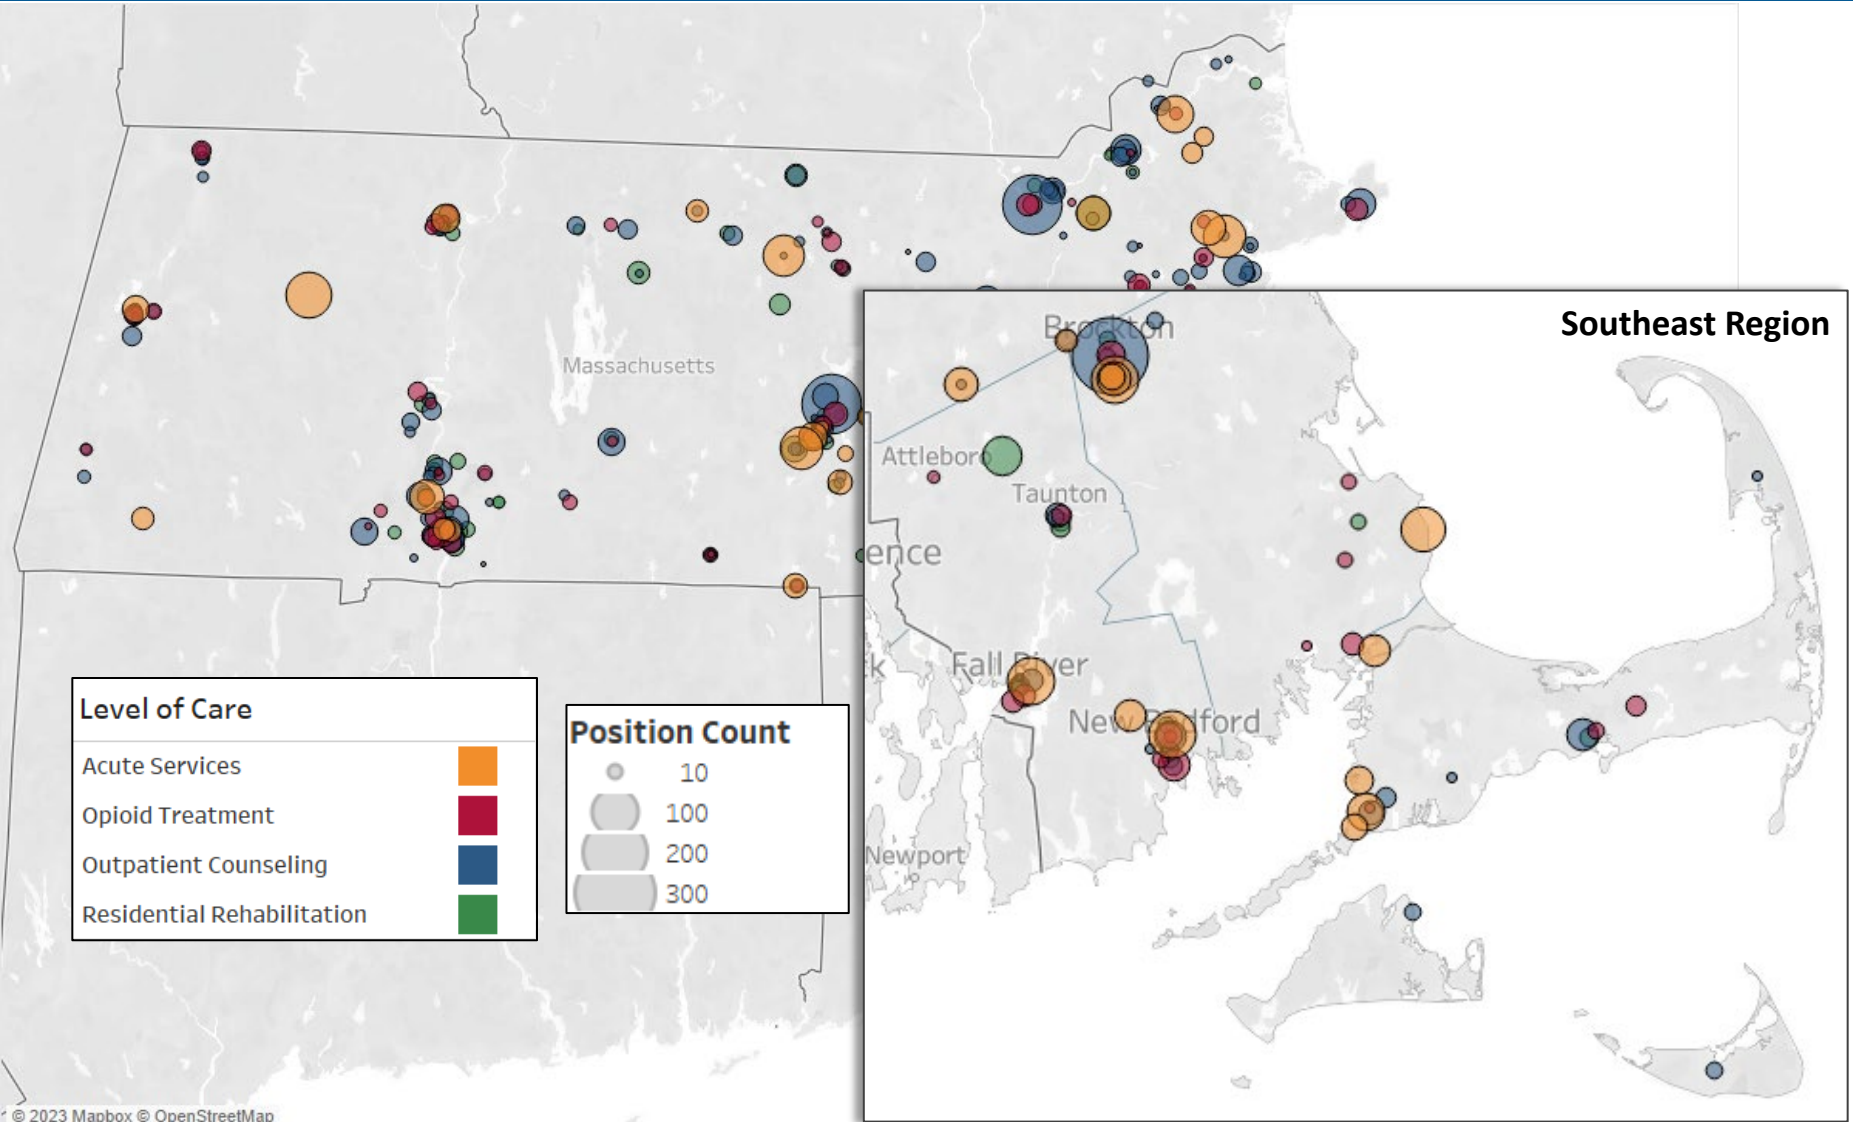 Southeast Region
Brockton
Massachusetts
Attleboro
Taunton
ence
Fall River
k
New Bedford
Newport
Level of Care
Acute Services
Opioid Treatment
Outpatient Counseling
Residential Rehabilitation
Position Count
10
100
200
300
© 2023 Mapbox © OpenStreetMap